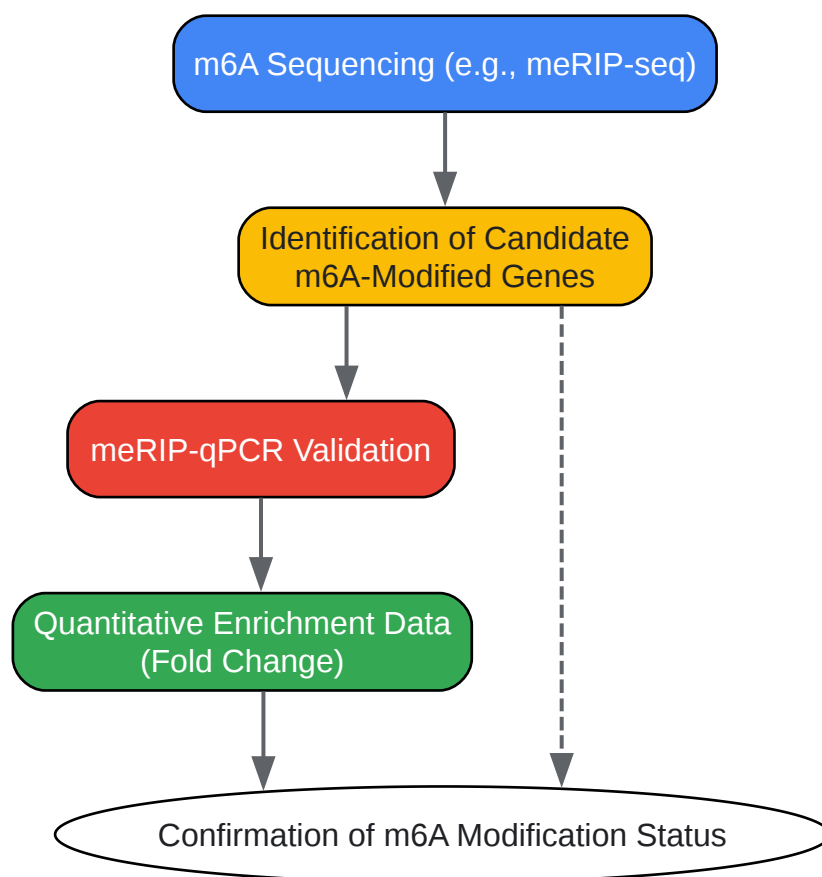 m6A Sequencing (e.g., meRIP-seq)
Identification of Candidate
m6A-Modified Genes
meRIP-qPCR Validation
Quantitative Enrichment Data
(Fold Change)
Confirmation of m6A Modification Status